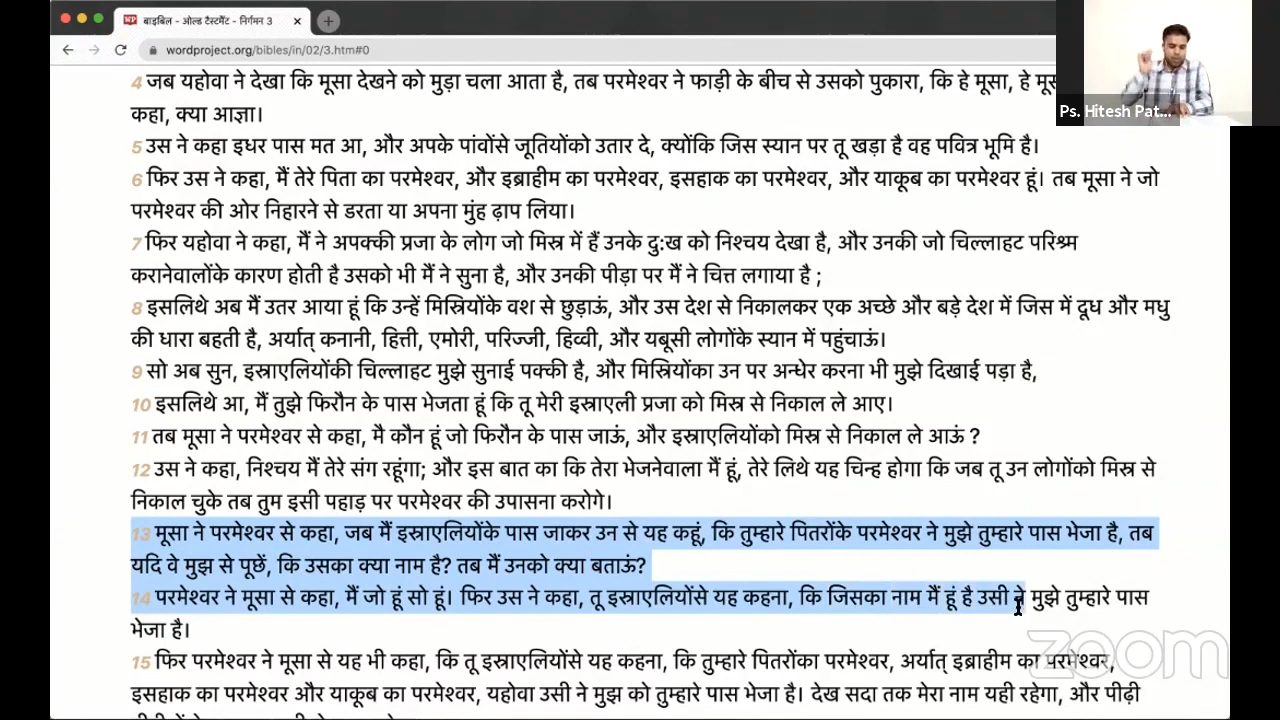 बाइबिल - ओल्ड टैस्टमैंट - निर्गमन 3
wordproject.org/bibles/in/02/3.htm#0
Ps. Hitesh Pat...
4 जब यहोवा ने देखा कि मूसा देखने को मुड़ा चला आता है, तब परमेश्वर ने फाड़ी के बीच से उसको पुकारा, कि हे मूसा, हे
कहा, क्या आज्ञा।
5 उस ने कहा इधर पास मत आ, और अपके पांवोंसे जूतियोंको उतार दे, क्योंकि जिस स्यान पर तू खड़ा है वह पवित्र भूमि है।
6 फिर उस ने कहा, मैं तेरे पिता का परमेश्वर, और इब्राहीम का परमेश्वर, इसहाक का परमेश्वर, और याकूब का परमेश्वर हूं। तब मूसा ने जो
परमेश्वर की ओर निहारने से डरता या अपना मुंह ढ़ाप लिया।
7 फिर यहोवा ने कहा, मैं ने अपक्की प्रजा के लोग जो मिस्र में हैं उनके दु:ख को निश्चय देखा है, और उनकी जो चिल्लाहट परिश्र्म
करानेवालोंके कारण होती है उसको भी मैं ने सुना है, और उनकी पीड़ा पर मैं ने चित्त लगाया है ;
8 इसलिथे अब मैं उतर आया हूं कि उन्हें मिस्रियोंके वश से छुड़ाऊं, और उस देश से निकालकर एक अच्छे और बड़े देश में जिस में दूध और मधु
की धारा बहती है, अर्यात् कनानी, हित्ती, एमोरी, परिज्जी, हिव्वी, और यबूसी लोगोंके स्यान में पहुंचाऊं।
9 सो अब सुन, इस्राएलियोंकी चिल्लाहट मुझे सुनाई पक्की है, और मिस्रियोंका उन पर अन्धेर करना भी मुझे दिखाई पड़ा है,
10 इसलिथे आ, मैं तुझे फिरौन के पास भेजता हूं कि तू मेरी इस्राएली प्रजा को मिस्र से निकाल ले आए।
11 तब मूसा ने परमेश्वर से कहा, मै कौन हूं जो फिरौन के पास जाऊं, और इस्राएलियोंको मिस्र से निकाल ले आऊं ?
12 उस ने कहा, निश्चय मैं तेरे संग रहूंगा; और इस बात का कि तेरा भेजनेवाला मैं हूं, तेरे लिथे यह चिन्ह होगा कि जब तू उन लोगोंको मिस्र से
निकाल चुके तब तुम इसी पहाड़ पर परमेश्वर की उपासना करोगे।
13 मूसा ने परमेश्वर से कहा, जब मैं इस्राएलियोंके पास जाकर उन से यह कहूं, कि तुम्हारे पितरोंके परमेश्वर ने मुझे तुम्हारे पास भेजा है, तब
यदि वे मुझ से पूछें, कि उसका क्या नाम है? तब मैं उनको क्या बताऊं?
14 परमेश्वर ने मूसा से कहा, मैं जो हूं सो हूं। फिर उस ने कहा, तू इस्राएलियोंसे यह कहना, कि जिसका नाम मैं हूं है उसी ने मुझे तुम्हारे पास
भेजा है।
15 फिर परमेश्वर ने मूसा से यह भी कहा, कि तू इस्राएलियोंसे यह कहना, कि तुम्हारे पितरोंका परमेश्वर, अर्यात् इब्राहीम का परमेश्वर,
इसहाक का परमेश्वर और याकूब का परमेश्वर, यहोवा उसी ने मुझ को तुम्हारे पास भेजा है। देख सदा तक मेरा नाम यही रहेगा, और पीढ़ी
zoom